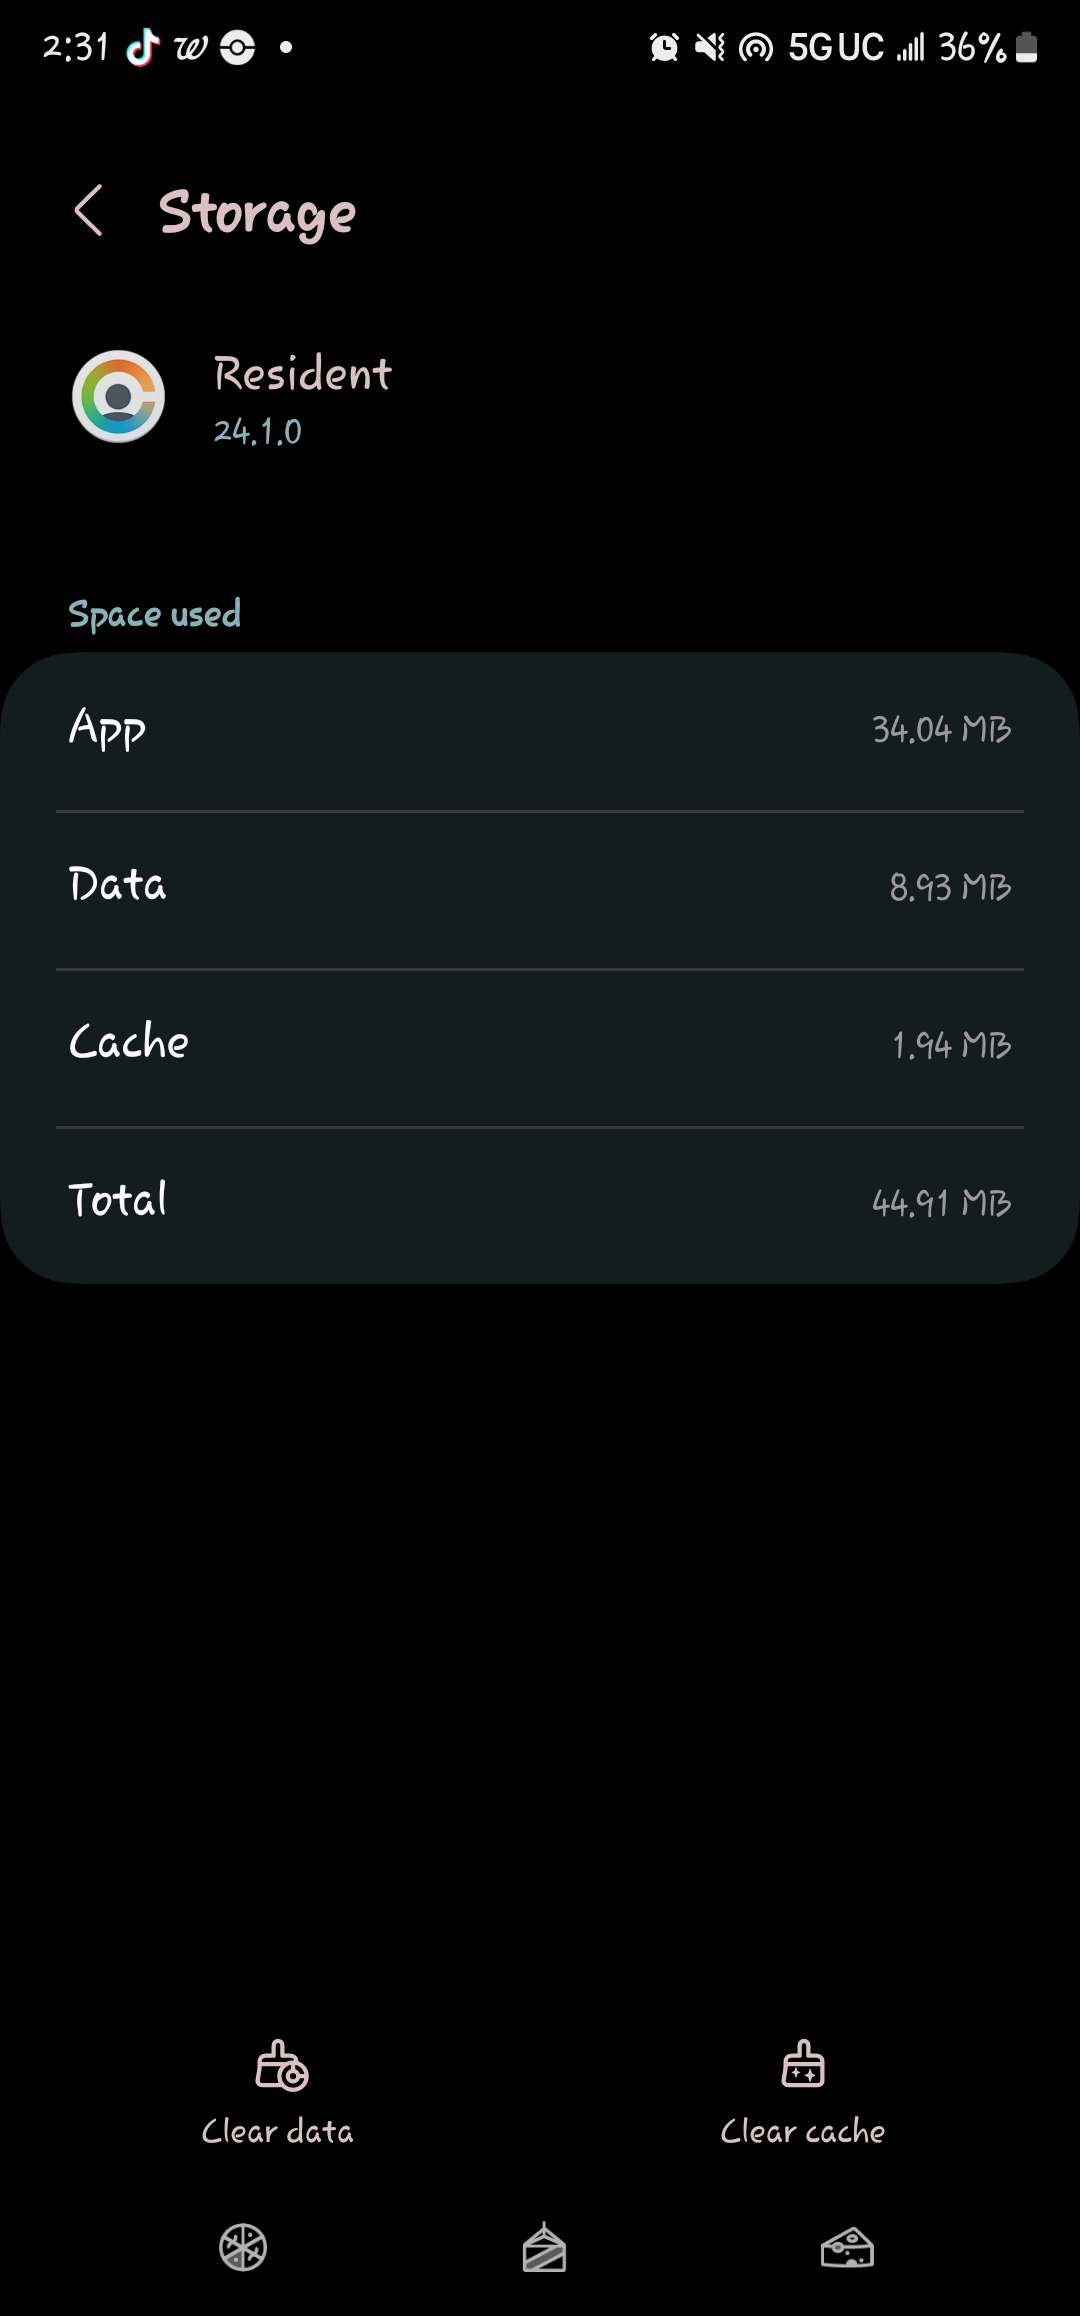 2:31 5G UC 36%
Storage
Resident
24.1.0
Space used
App 34.04 MB
Data 8.93 MB
Cache 1.94 MB
Total 44.91 MB
Clear data Clear cache